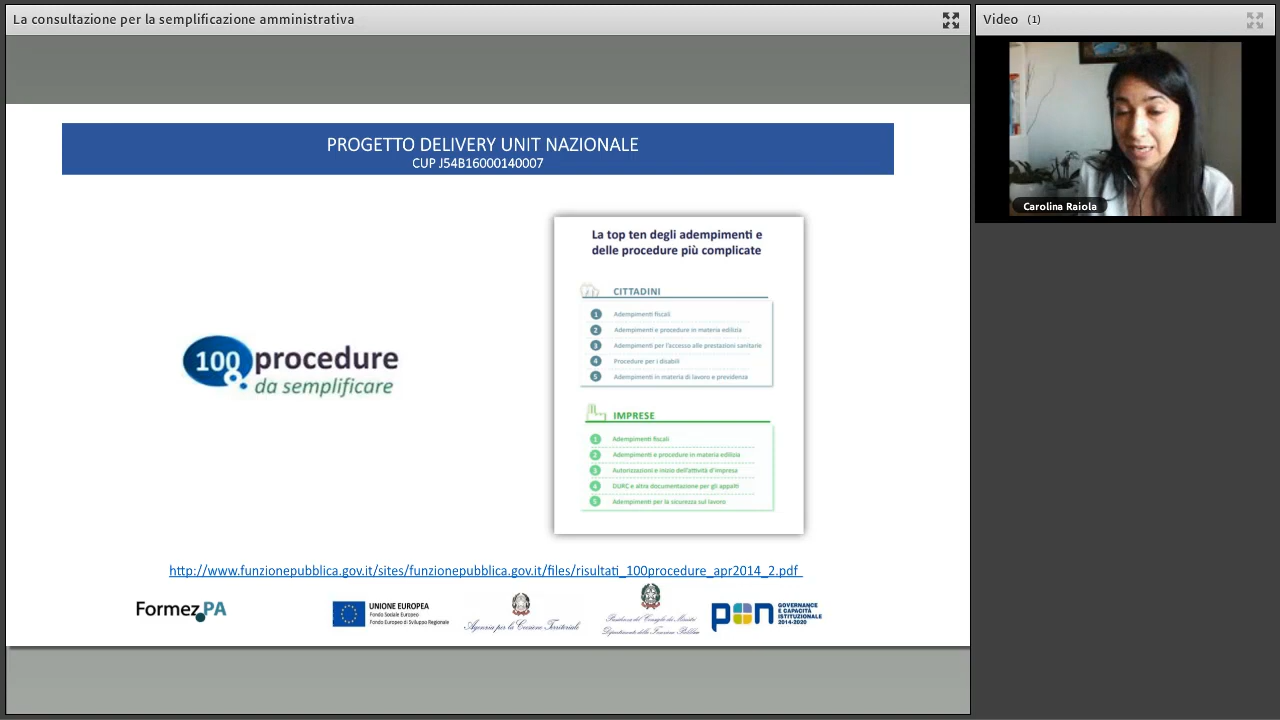 La consultazione per la semplificazione amministrativa
Video (1)
PROGETTO DELIVERY UNIT NAZIONALE
CUP J54B16000140007
Carolina Raiola
La top ten degli adempimenti e
delle procedure più complicate
CITTADINI
1 Adempimenti fiscali
2 Adempimenti e procedure in materia edilizia
3 Adempimenti per l'accesso alle prestazioni sanitarie
4 Procedure per i disabili
5 Adempimenti in materia di lavoro e previdenza
100 procedure
da semplificare
IMPRESE
1 Adempimenti fiscali
2 Adempimenti e procedure in materia edilizia
3 Autorizzazioni e inizio dell'attività d'impresa
4 DURC e altra documentazione per gli appalti
5 Adempimenti per la sicurezza sul lavoro
http://www.funzionepubblica.gov.it/sites/funzionepubblica.gov.it/files/risultati_100procedure_apr2014_2.pdf
FormezPA
UNIONE EUROPEA
Fondo Sociale Europeo
Fondo Europeo di Sviluppo Regionale
Agenzia per la Coesione Territoriale
Presidenza del Consiglio dei Ministri
Dipartimento della Funzione Pubblica
pon
GOVERNANCE
E CAPACITÀ
ISTITUZIONALE
2014-2020